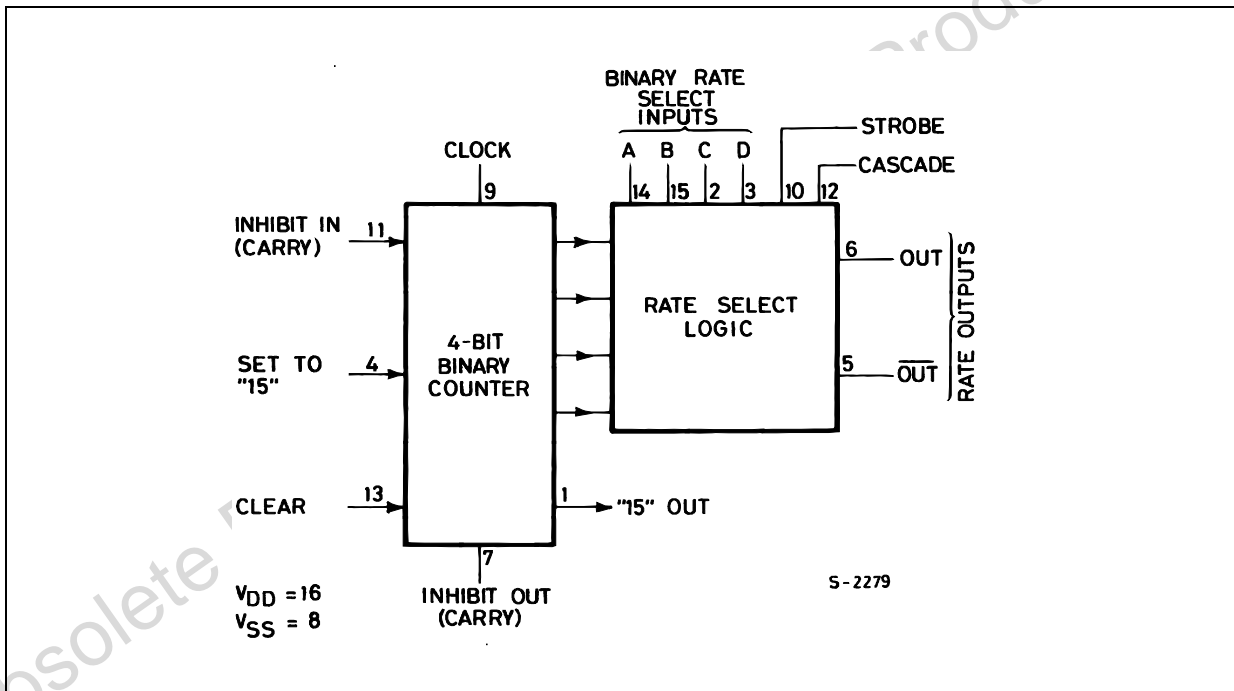 BINARY RATE
SELECT
INPUTS
A B C D
STROBE
CASCADE
CLOCK
9
14 15 2 3 10 12
INHIBIT IN
(CARRY)
11
6
OUT
RATE SELECT
LOGIC
RATE OUTPUTS
4-BIT
BINARY
COUNTER
SET TO
"15"
4
5
OUT
CLEAR
13
1
"15" OUT
7
INHIBIT OUT
(CARRY)
VDD = 16
VSS = 8
S-2279